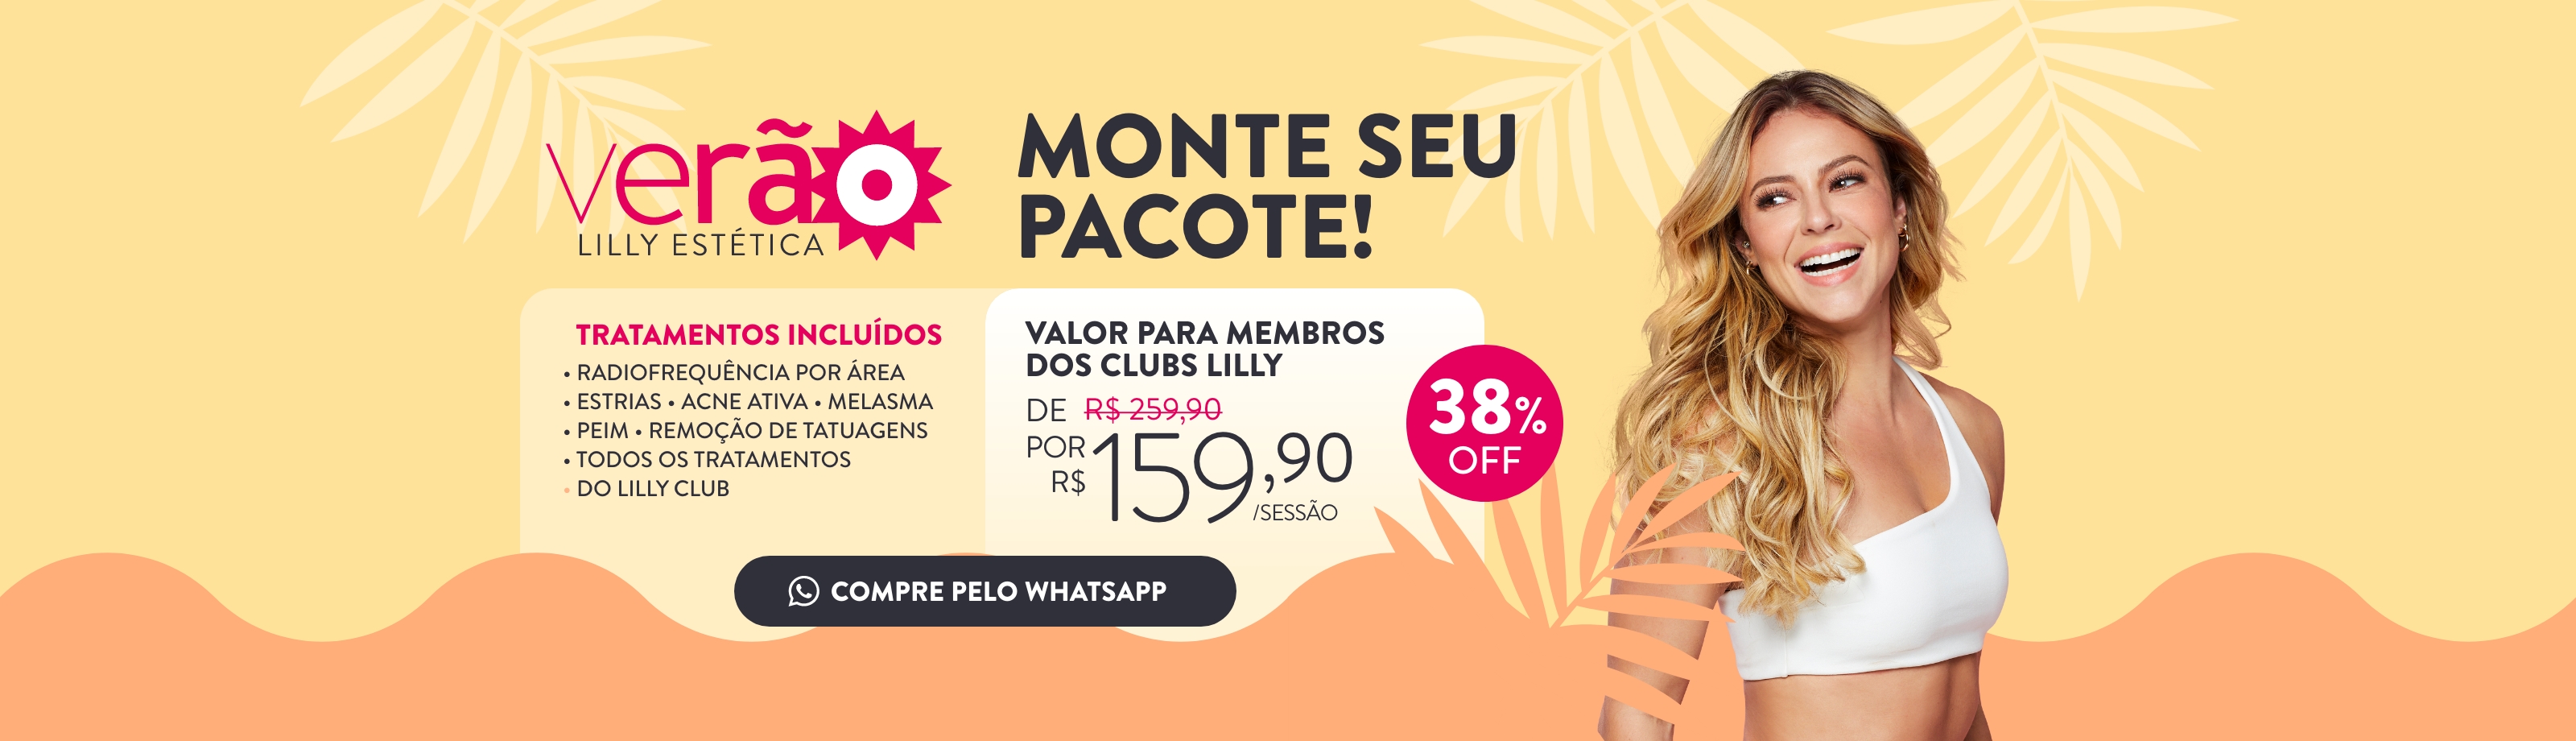 verão
LILLY ESTÉTICA
MONTE SEU
PACOTE!
TRATAMENTOS INCLUÍDOS
• RADIOFREQUÊNCIA POR ÁREA
• ESTRIAS • ACNE ATIVA • MELASMA
• PEIM • REMOÇÃO DE TATUAGENS
• TODOS OS TRATAMENTOS
• DO LILLY CLUB
VALOR PARA MEMBROS
DOS CLUBS LILLY
DE R$ 259,90
POR R$ 159,90
/SESSÃO
38%
OFF
COMPRE PELO WHATSAPP